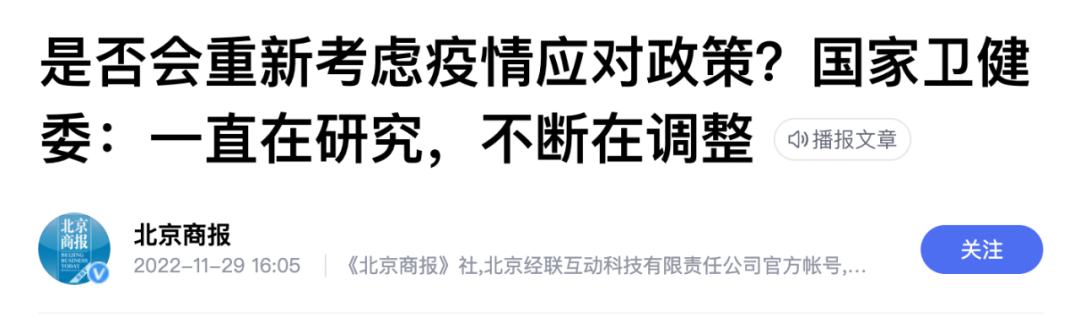 是否会重新考虑疫情应对政策？国家卫健
委：一直在研究，不断在调整
播报文章
北京
商报
BEIJING
BUSINESS
TODAY
北京商报
2022-11-29 16:05
《北京商报》社,北京经联互动科技有限责任公司官方帐号,...
关注